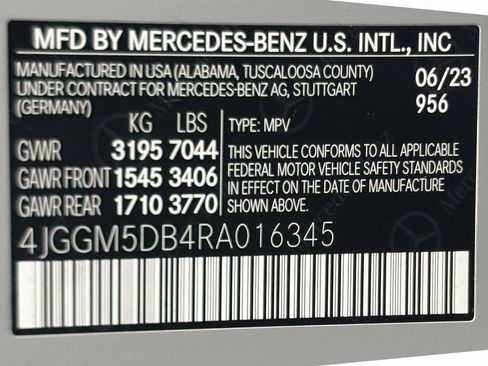 MFD BY MERCEDES-BENZ U.S. INTL., INC
MANUFACTURED IN USA (ALABAMA, TUSCALOOSA COUNTY)
UNDER CONTRACT FOR MERCEDES-BENZ AG, STUTTGART
(GERMANY)
06/23
956
KG LBS
GVWR 3195 7044
GAWR FRONT 1545 3406
GAWR REAR 1710 3770
TYPE: MPV
THIS VEHICLE CONFORMS TO ALL APPLICABLE
FEDERAL MOTOR VEHICLE SAFETY STANDARDS
IN EFFECT ON THE DATE OF MANUFACTURE
SHOWN ABOVE.
4JGGM5DB4RA016345